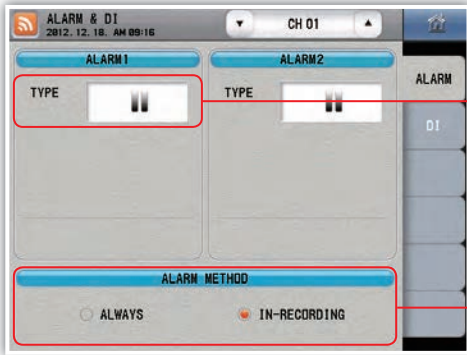 ALARM & DI
2012. 12. 18. AM 09:16
CH 01
ALARM1
ALARM2
ALARM
TYPE
TYPE
DI
ALARM METHOD
ALWAYS
IN-RECORDING